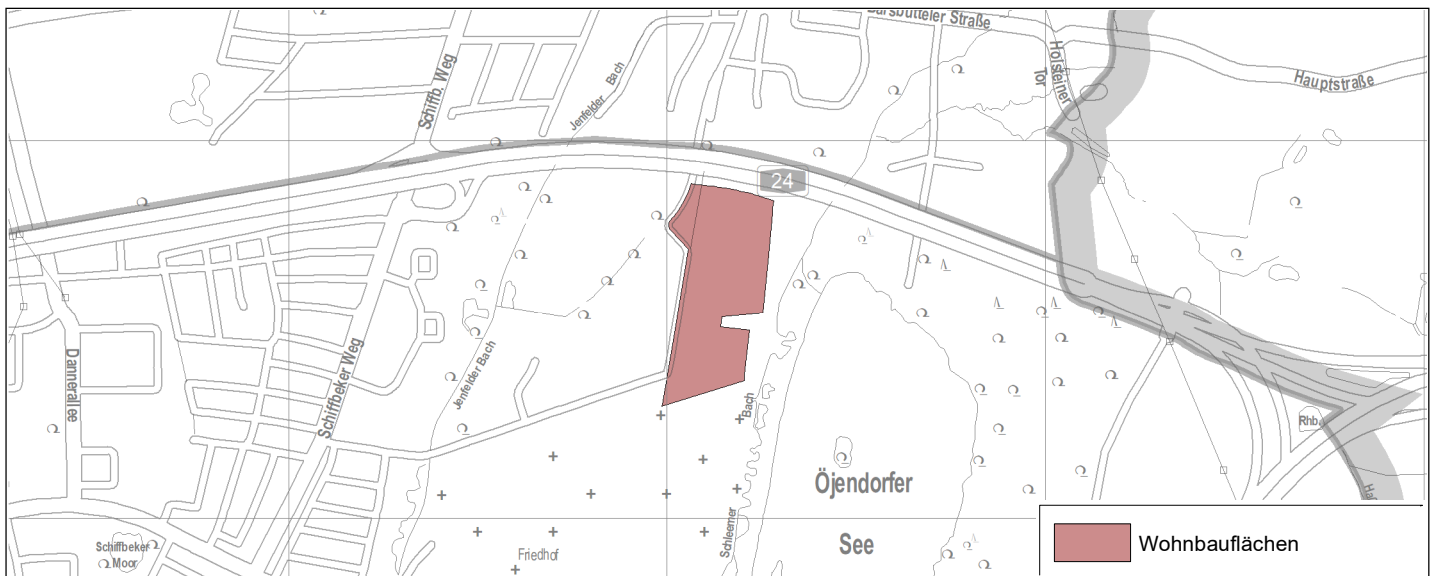 Barsbütteler Straße
Holsteiner
Tor
Hauptstraße
Schiffb. Weg
Jenfelder Bach
24
Dannerallee
Schiffbeker Weg
Jenfelder Bach
Bach
Rhb.
Öjendorfer
See
Schleemer
Schiffbeker
Moor
Friedhof
Wohnbauflächen